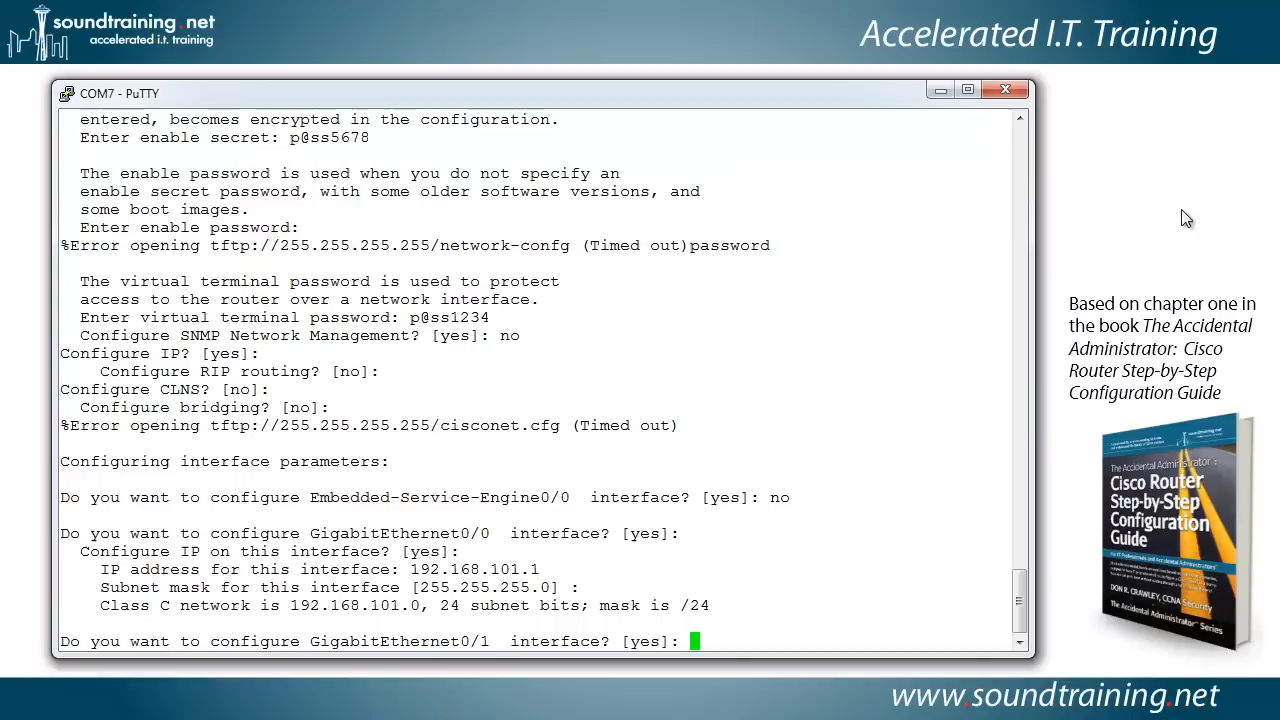 soundtraining.net
accelerated i.t. training
Accelerated I.T. Training
COM7 - PuTTY
entered, becomes encrypted in the configuration.
Enter enable secret: p@ss5678
The enable password is used when you do not specify an
enable secret password, with some older software versions, and
some boot images.
Enter enable password:
%Error opening tftp://255.255.255.255/network-confg (Timed out)password
The virtual terminal password is used to protect
access to the router over a network interface.
Enter virtual terminal password: p@ss1234
Configure SNMP Network Management? [yes]: no
Configure IP? [yes]:
Configure RIP routing? [no]:
Configure CLNS? [no]:
Configure bridging? [no]:
%Error opening tftp://255.255.255.255/cisconet.cfg (Timed out)
Configuring interface parameters:
Do you want to configure Embedded-Service-Engine0/0  interface? [yes]: no
Do you want to configure GigabitEthernet0/0  interface? [yes]:
Configure IP on this interface? [yes]:
IP address for this interface: 192.168.101.1
Subnet mask for this interface [255.255.255.0] :
Class C network is 192.168.101.0, 24 subnet bits; mask is /24
Do you want to configure GigabitEthernet0/1  interface? [yes]:
Based on chapter one in
the book The Accidental
Administrator: Cisco
Router Step-by-Step
Configuration Guide
The Accidental Administrator:
Cisco Router
Step-by-Step
Configuration
Guide
DON R. CRAWLEY, CCNA Security
The Accidental Administrator Series
www.soundtraining.net